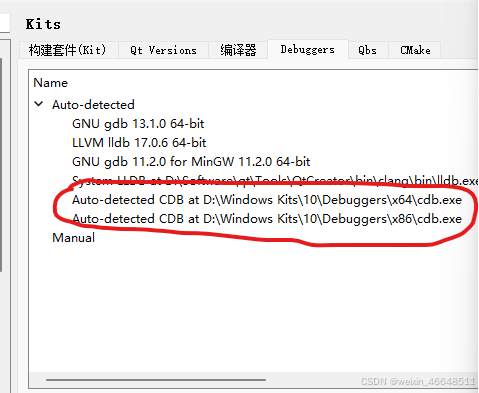 Kits
构建套件(Kit) Qt Versions 编译器 Debuggers Qbs CMake
Name
Auto-detected
GNU gdb 13.1.0 64-bit
LLVM lldb 17.0.6 64-bit
GNU gdb 11.2.0 for MinGW 11.2.0 64-bit
System LLDB at D:\Software\qt\Tools\QtCreator\bin\clang\bin\lldb.exe
Auto-detected CDB at D:\Windows Kits\10\Debuggers\x64\cdb.exe
Auto-detected CDB at D:\Windows Kits\10\Debuggers\x86\cdb.exe
Manual
CSDN @weixin_46648511